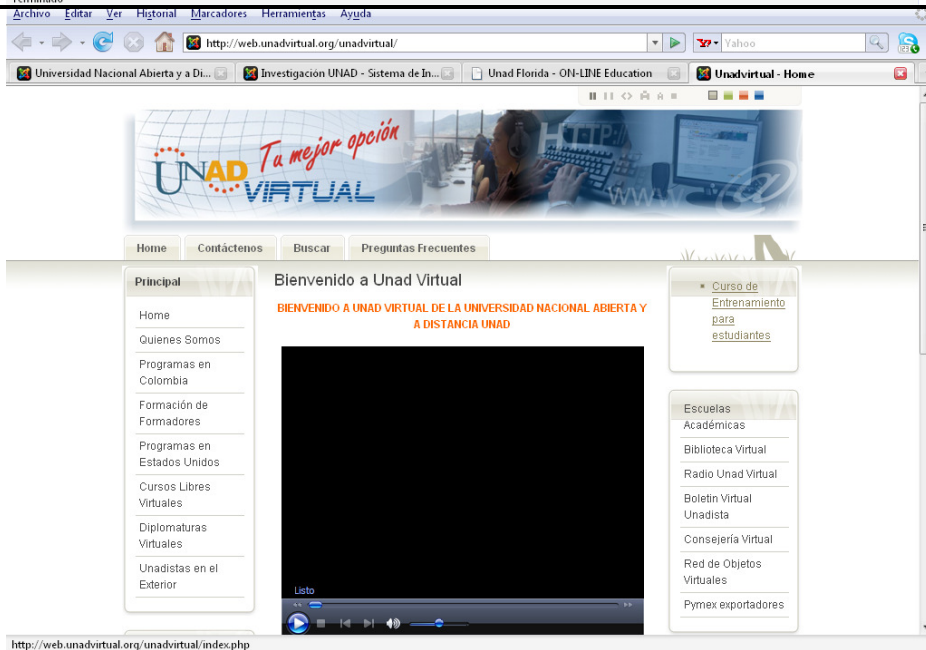 Terminado
Archivo Editar Ver Historial Marcadores Herramientas Ayuda
http://web.unadvirtual.org/unadvirtual/
Yahoo
Universidad Nacional Abierta y a Di...
Investigación UNAD - Sistema de In...
Unad Florida - ON-LINE Education
Unadvirtual - Home
UNAD
Tu mejor opción
VIRTUAL
HTTP:/
WWW
@
Home Contáctenos Buscar Preguntas Frecuentes
Principal
Home
Quienes Somos
Programas en
Colombia
Formación de
Formadores
Programas en
Estados Unidos
Cursos Libres
Virtuales
Diplomaturas
Virtuales
Unadistas en el
Exterior
Bienvenido a Unad Virtual
BIENVENIDO A UNAD VIRTUAL DE LA UNIVERSIDAD NACIONAL ABIERTA Y
A DISTANCIA UNAD
Listo
Curso de
Entrenamiento
para
estudiantes
Escuelas
Académicas
Biblioteca Virtual
Radio Unad Virtual
Boletin Virtual
Unadista
Consejería Virtual
Red de Objetos
Virtuales
Pymex exportadores
http://web.unadvirtual.org/unadvirtual/index.php